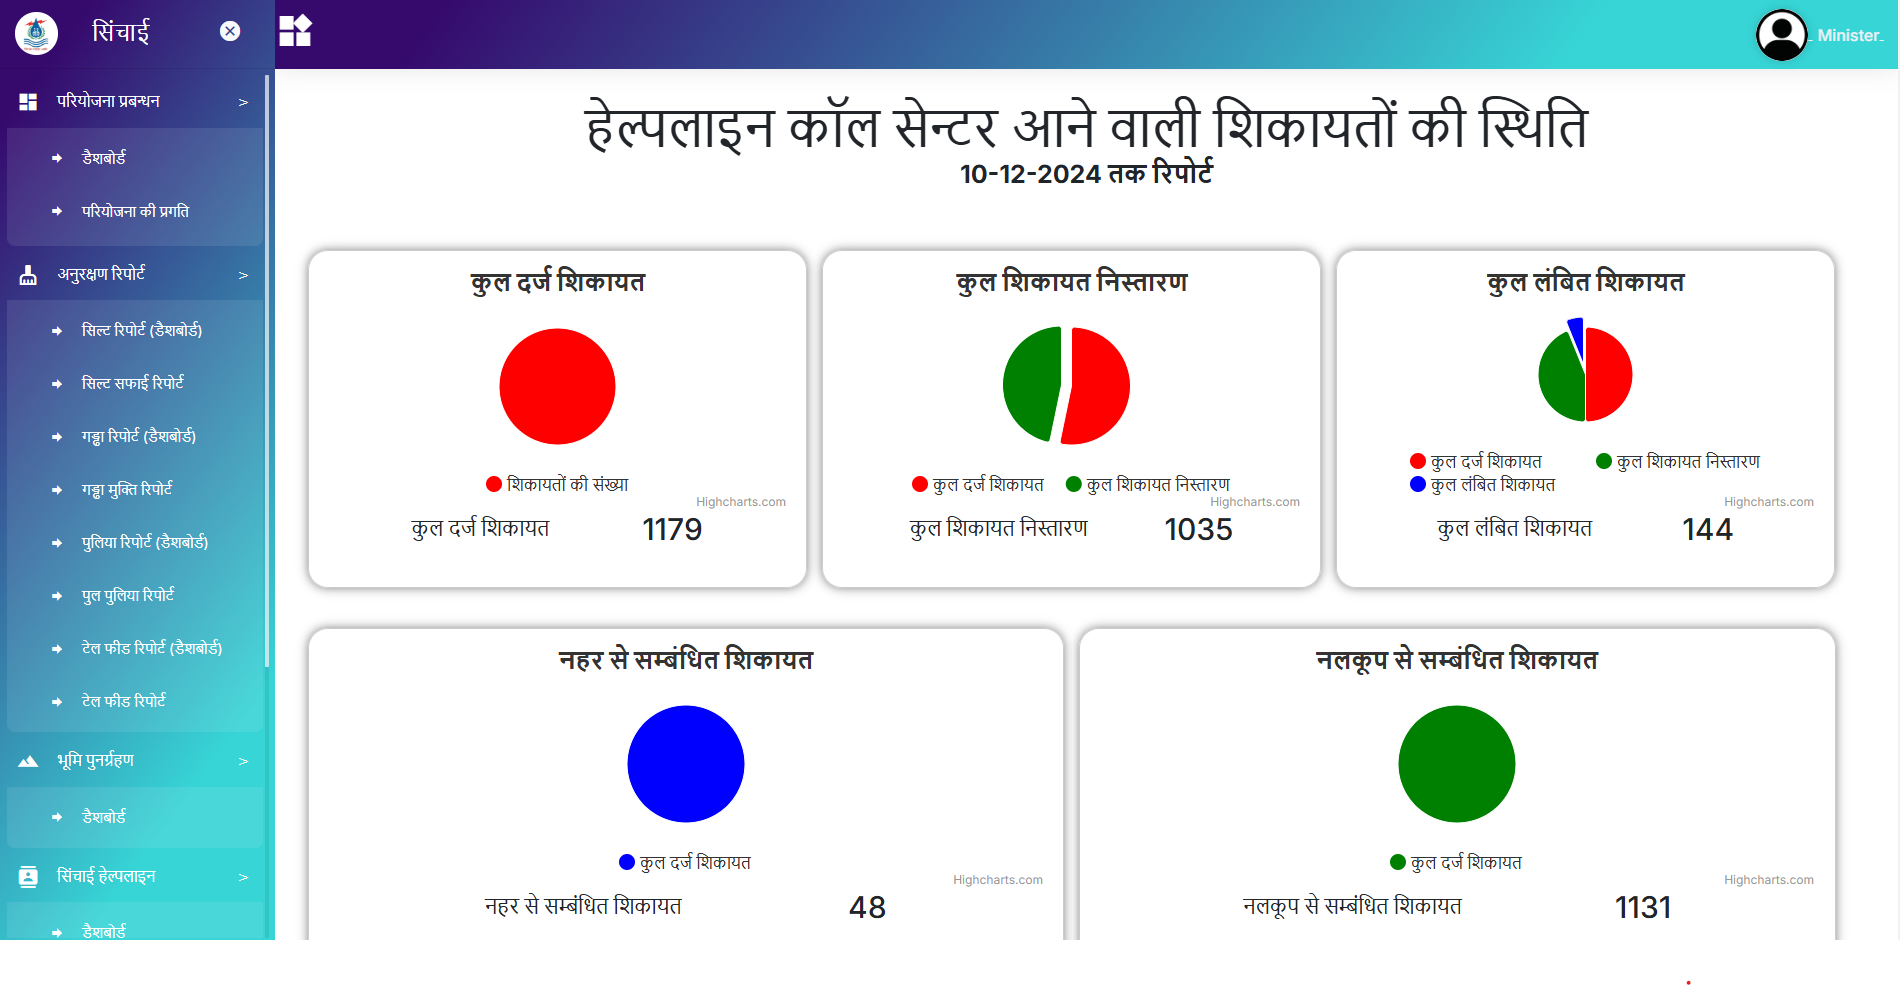 सिंचाई
Minister
परियोजना प्रबन्धन >
डैशबोर्ड
परियोजना की प्रगति
अनुरक्षण रिपोर्ट >
सिल्ट रिपोर्ट (डैशबोर्ड)
सिल्ट सफाई रिपोर्ट
गड्ढा रिपोर्ट (डैशबोर्ड)
गड्ढा मुक्ति रिपोर्ट
पुलिया रिपोर्ट (डैशबोर्ड)
पुल पुलिया रिपोर्ट
टेल फीड रिपोर्ट (डैशबोर्ड)
टेल फीड रिपोर्ट
भूमि पुनर्ग्रहण >
डैशबोर्ड
सिंचाई हेल्पलाइन >
डैशबोर्ड
हेल्पलाइन कॉल सेन्टर आने वाली शिकायतों की स्थिति
10-12-2024 तक रिपोर्ट
कुल दर्ज शिकायत
शिकायतों की संख्या
Highcharts.com
कुल दर्ज शिकायत 1179
कुल शिकायत निस्तारण
कुल दर्ज शिकायत कुल शिकायत निस्तारण
Highcharts.com
कुल शिकायत निस्तारण 1035
कुल लंबित शिकायत
कुल दर्ज शिकायत कुल शिकायत निस्तारण
कुल लंबित शिकायत
Highcharts.com
कुल लंबित शिकायत 144
नहर से सम्बंधित शिकायत
कुल दर्ज शिकायत
Highcharts.com
नहर से सम्बंधित शिकायत 48
नलकूप से सम्बंधित शिकायत
कुल दर्ज शिकायत
Highcharts.com
नलकूप से सम्बंधित शिकायत 1131